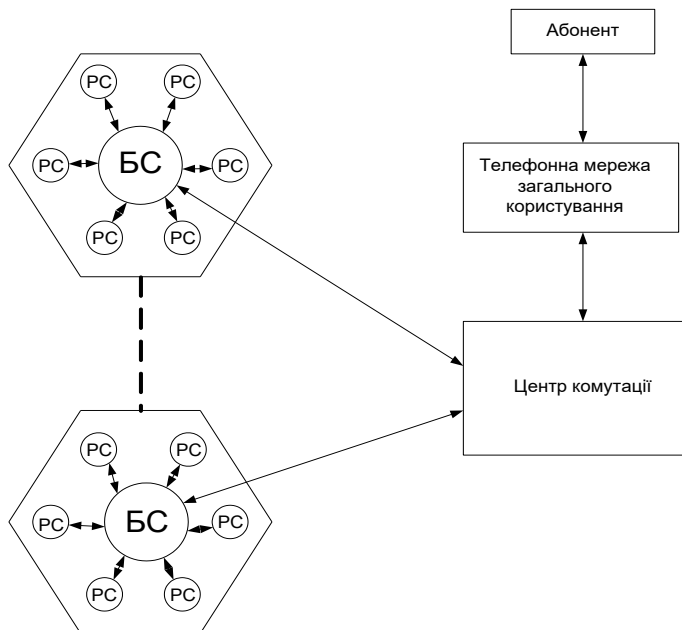 Абонент
РС
РС
РС
БС
РС
РС
РС
Телефонна мережа
загального
користування
Центр комутації
РС
РС
РС
БС
РС
РС
РС